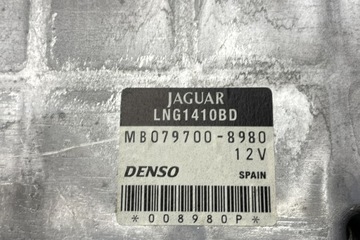 JAGUAR
LNG1410BD
MB079700-8980
12V
DENSO SPAIN
*008980P*